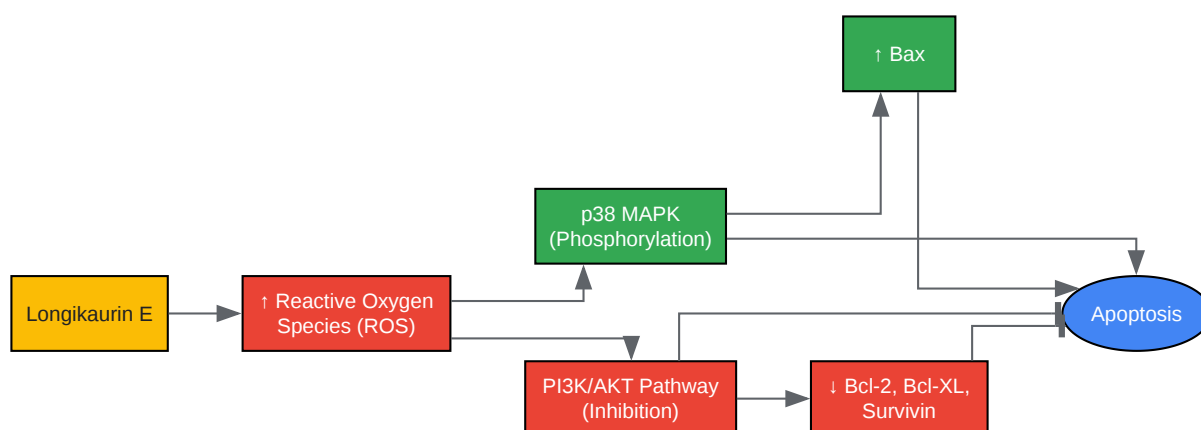 ↑ Bax
p38 MAPK
(Phosphorylation)
Longikaurin E
↑ Reactive Oxygen
Species (ROS)
Apoptosis
PI3K/AKT Pathway
(Inhibition)
↓ Bcl-2, Bcl-XL,
Survivin